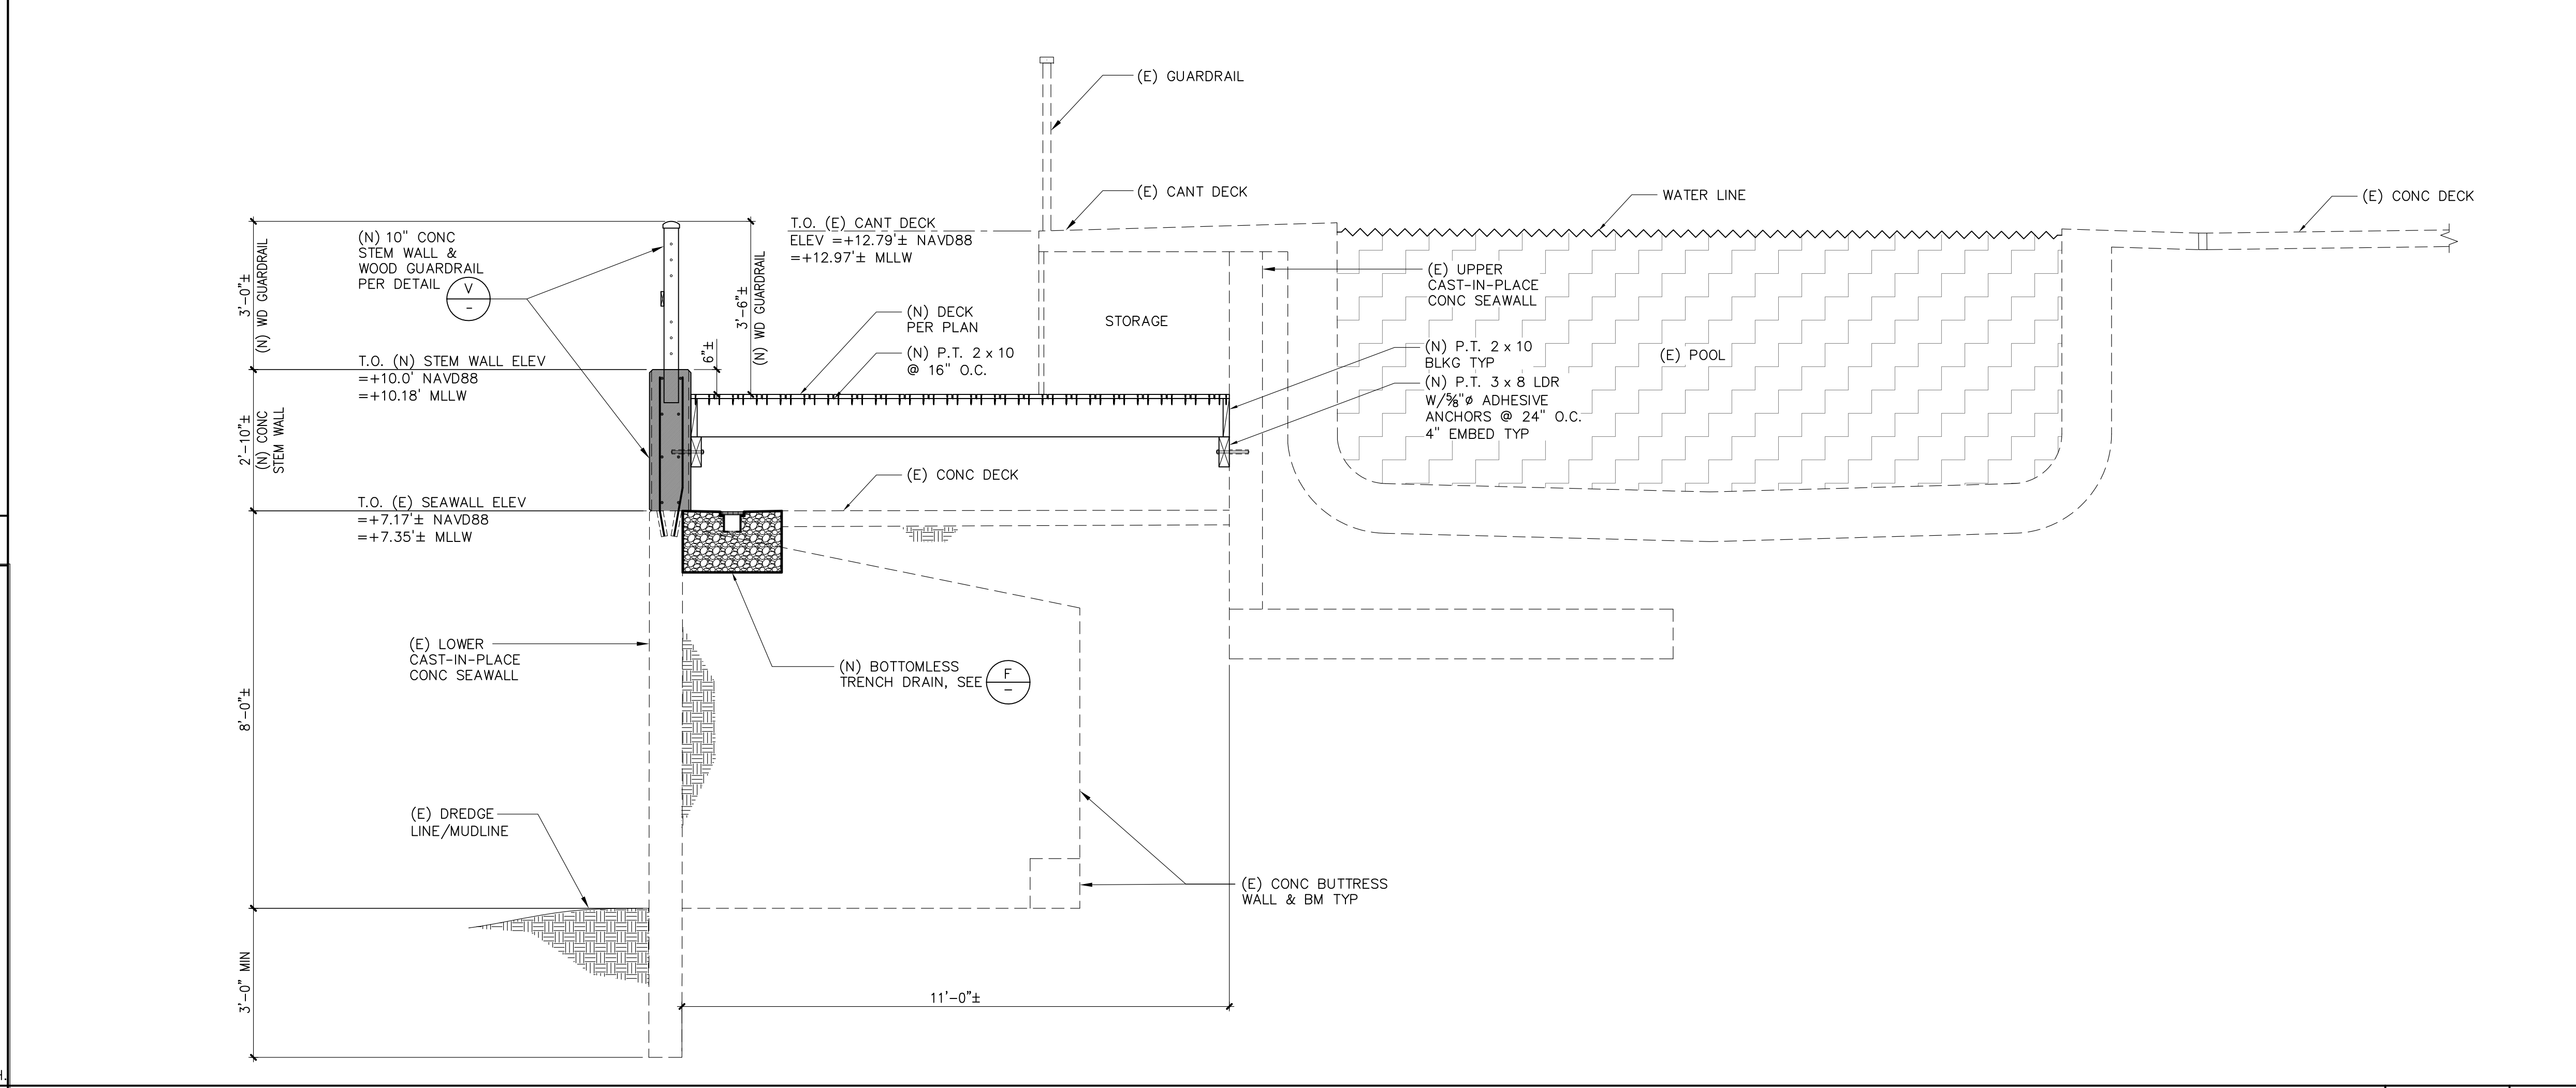 (E) GUARDRAIL
(E) CANT DECK
WATER LINE
(E) CONC DECK
T.O. (E) CANT DECK
ELEV =+12.79'± NAVD88
=+12.97'± MLLW
(N) 10" CONC
STEM WALL &
WOOD GUARDRAIL
PER DETAIL
V
-
3'-0"±
(N) WD GUARDRAIL
3'-6"±
(N) WD GUARDRAIL
6"±
(E) UPPER
CAST-IN-PLACE
CONC SEAWALL
(N) DECK
PER PLAN
STORAGE
(N) P.T. 2 x 10
@ 16" O.C.
(N) P.T. 2 x 10
BLKG TYP
(E) POOL
T.O. (N) STEM WALL ELEV
=+10.0' NAVD88
=+10.18' MLLW
(N) P.T. 3 x 8 LDR
W/⅝"ø ADHESIVE
ANCHORS @ 24" O.C.
4" EMBED TYP
2'-10"±
(N) CONC
STEM WALL
(E) CONC DECK
T.O. (E) SEAWALL ELEV
=+7.17'± NAVD88
=+7.35'± MLLW
(E) LOWER
CAST-IN-PLACE
CONC SEAWALL
(N) BOTTOMLESS
TRENCH DRAIN, SEE
F
-
8'-0"±
(E) DREDGE
LINE/MUDLINE
(E) CONC BUTTRESS
WALL & BM TYP
3'-0" MIN
11'-0"±